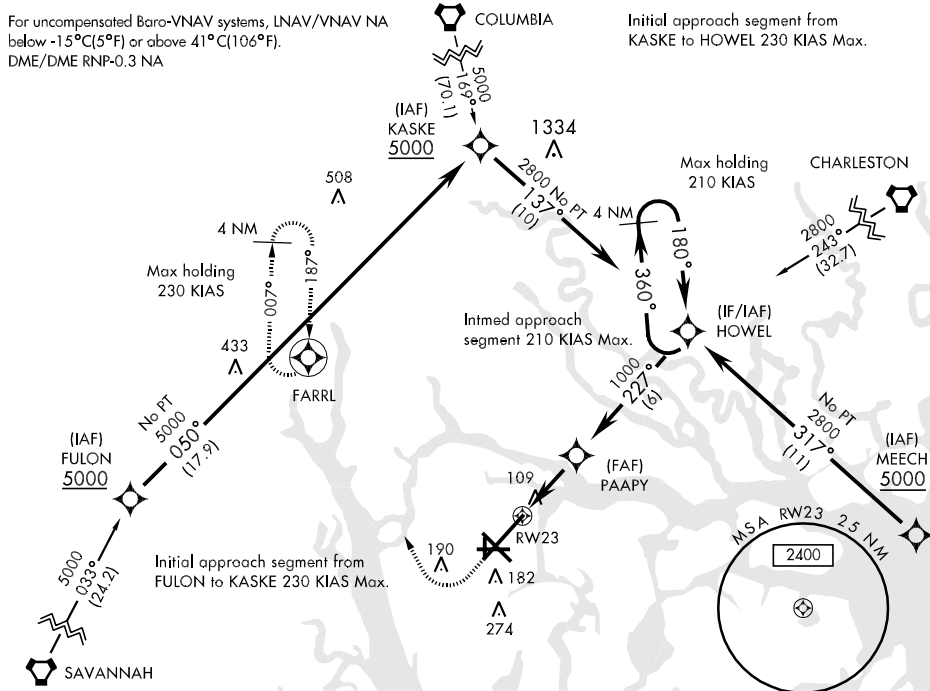 For uncompensated Baro-VNAV systems, LNAV/VNAV NA
below -15°C(5°F) or above 41°C(106°F).
DME/DME RNP-0.3 NA
COLUMBIA
Initial approach segment from
KASKE to HOWEL 230 KIAS Max.
5000
169°
(70.1)
(IAF)
KASKE
5000
1334
508
2800 No PT
137°
(10)
Max holding
210 KIAS
CHARLESTON
2800
243°
(32.7)
4 NM
180°
360°
4 NM
007°
187°
Max holding
230 KIAS
(IF/IAF)
HOWEL
Intmed approach
segment 210 KIAS Max.
433
FARRL
1000
227°
(6)
No PT
5000
050°
(17.9)
No PT
2800
317°
(11)
(IAF)
FULON
5000
(IAF)
MEECH
5000
(FAF)
PAAPY
109
RW23
MSA RW23 25 NM
2400
5000
033°
(24.2)
Initial approach segment from
FULON to KASKE 230 KIAS Max.
190
182
274
SAVANNAH